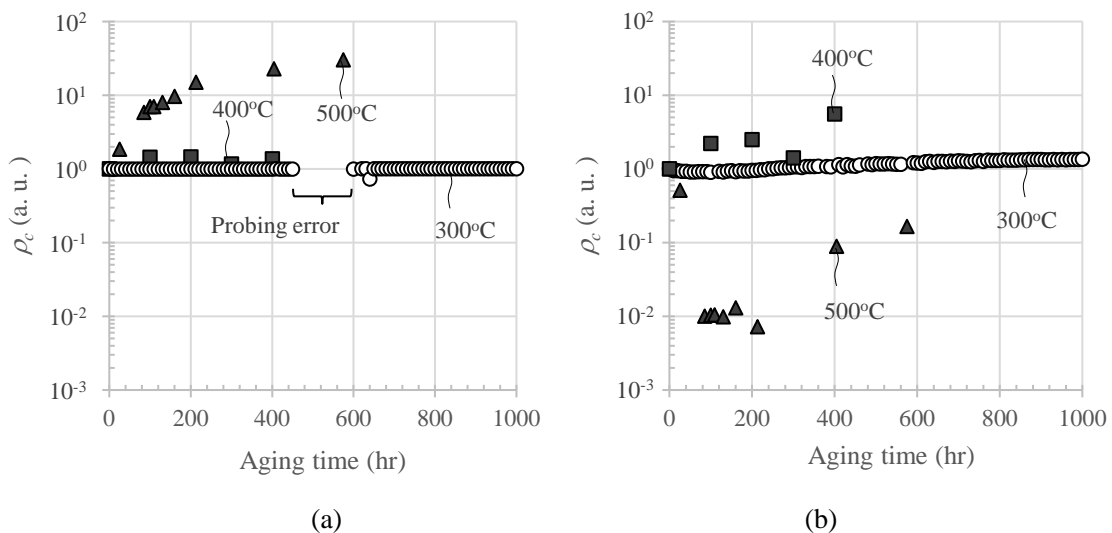 10²
10¹
10⁰
10⁻¹
10⁻²
10⁻³
ρc (a. u.)
400°C
500°C
Probing error
300°C
0 200 400 600 800 1000
Aging time (hr)
(a)
10²
10¹
10⁰
10⁻¹
10⁻²
10⁻³
ρc (a. u.)
400°C
300°C
500°C
0 200 400 600 800 1000
Aging time (hr)
(b)